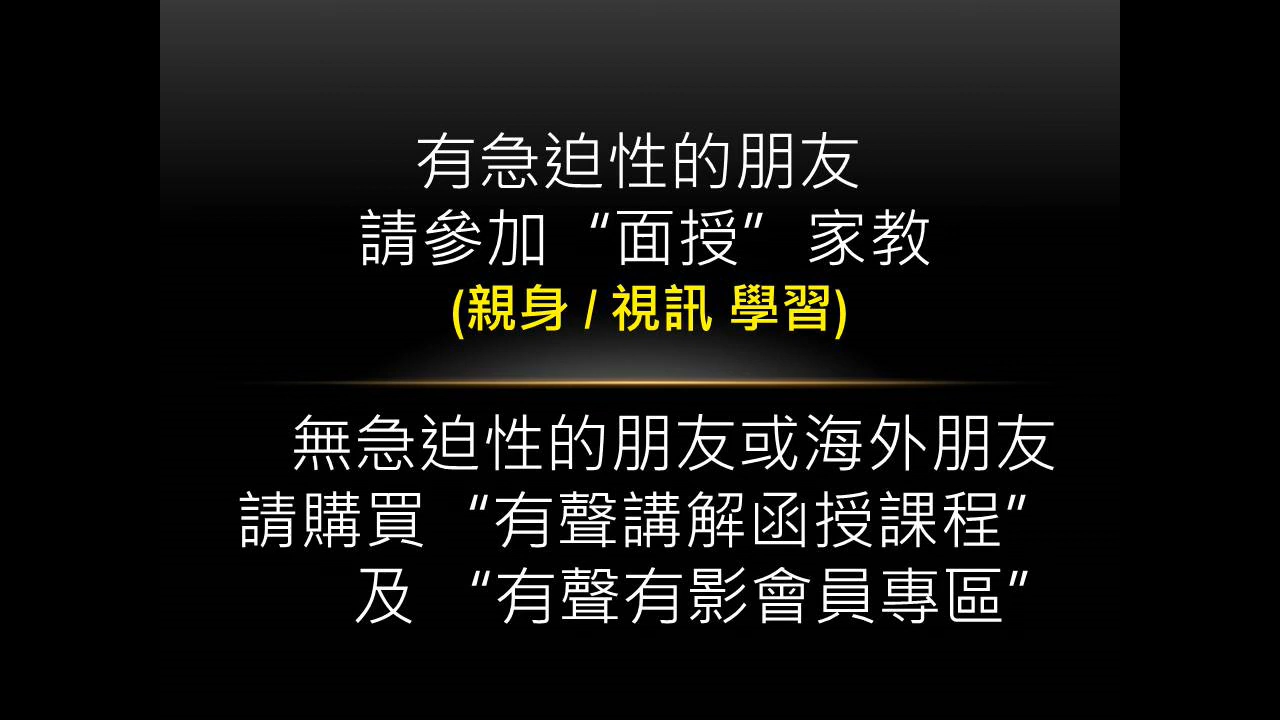 有急迫性的朋友
請參加 “面授” 家教
(親身 / 視訊 學習)
無急迫性的朋友或海外朋友
請購買 “有聲講解函授課程”
及 “有聲有影會員專區”